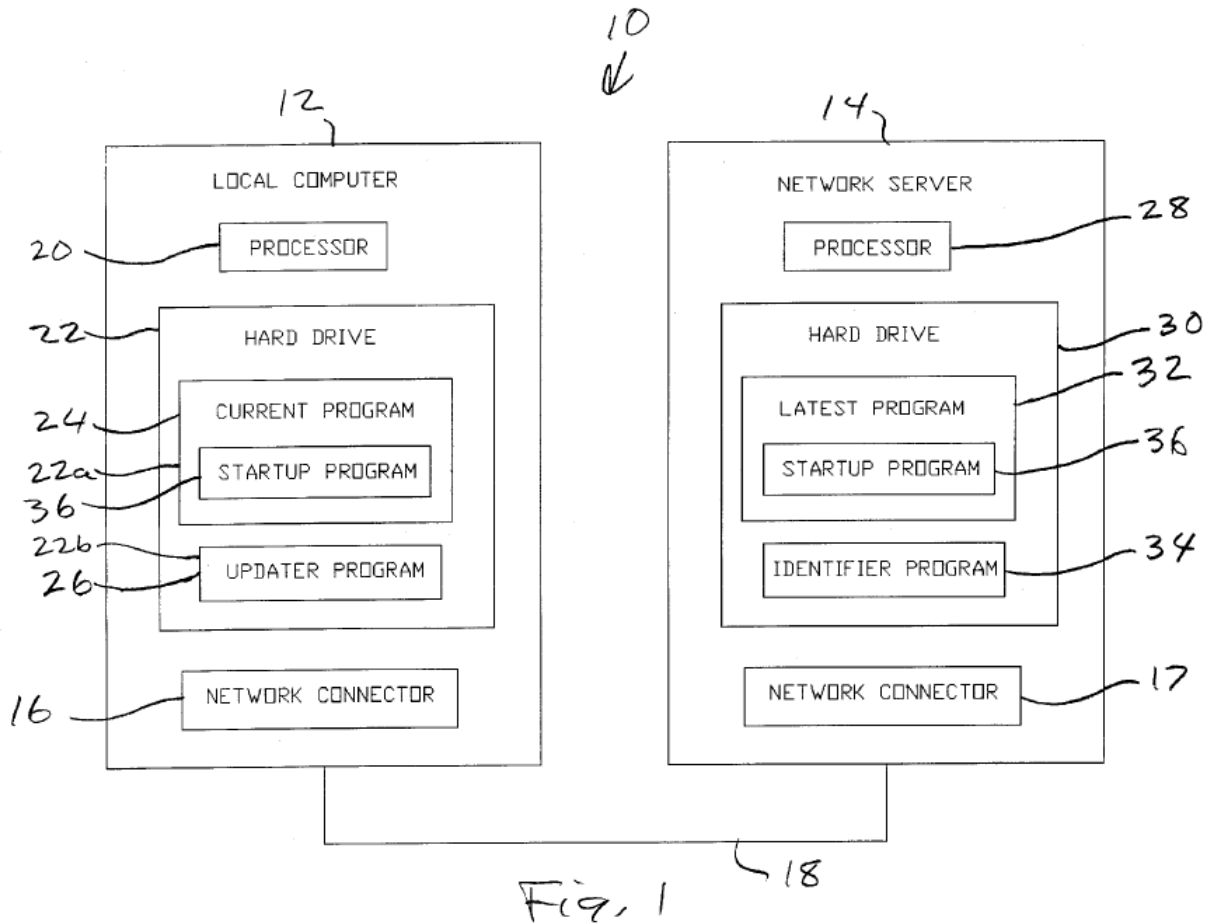 10
12
14
LOCAL COMPUTER
NETWORK SERVER
20
PROCESSOR
PROCESSOR
28
22
HARD DRIVE
HARD DRIVE
30
24
CURRENT PROGRAM
LATEST PROGRAM
32
22a
STARTUP PROGRAM
STARTUP PROGRAM
36
36
22b
26
UPDATER PROGRAM
IDENTIFIER PROGRAM
34
16
NETWORK CONNECTOR
NETWORK CONNECTOR
17
18
Fig. 1